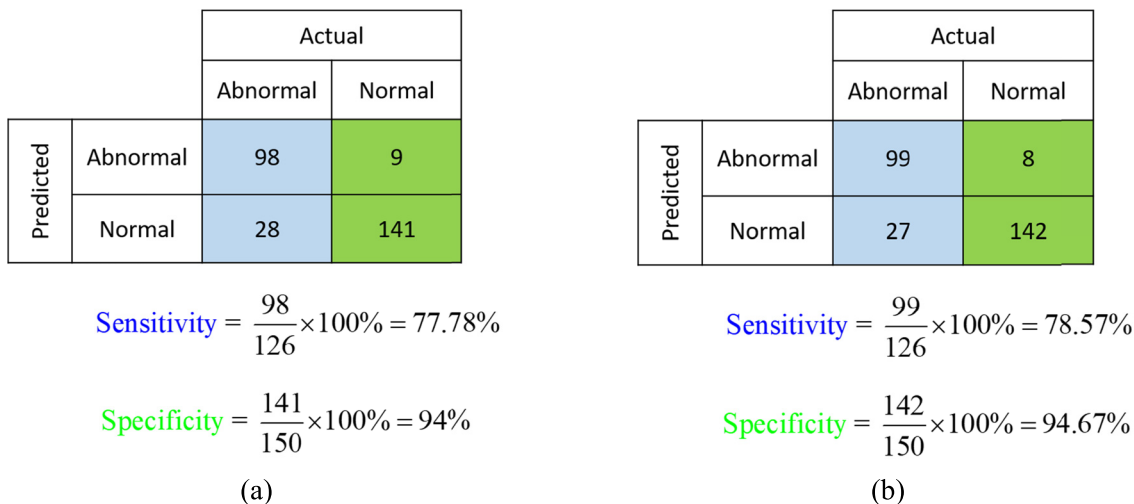 Actual
Abnormal Normal
Predicted
Abnormal 98 9
Normal 28 141
Sensitivity = 98/126 ×100% = 77.78%
Specificity = 141/150 ×100% = 94%
(a)
Actual
Abnormal Normal
Predicted
Abnormal 99 8
Normal 27 142
Sensitivity = 99/126 ×100% = 78.57%
Specificity = 142/150 ×100% = 94.67%
(b)